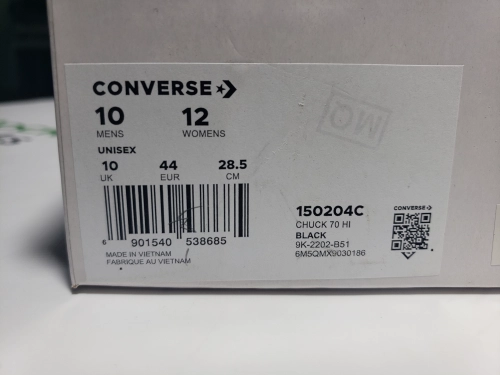 CONVERSE
10 12
MENS WOMENS
UNISEX
10 44 28.5
UK EUR CM
6 901540 538685
MADE IN VIETNAM
FABRIQUE AU VIETNAM
MQ
150204C
CHUCK 70 HI
BLACK
9K-2202-B51
6M5QMX9030186
CONVERSE